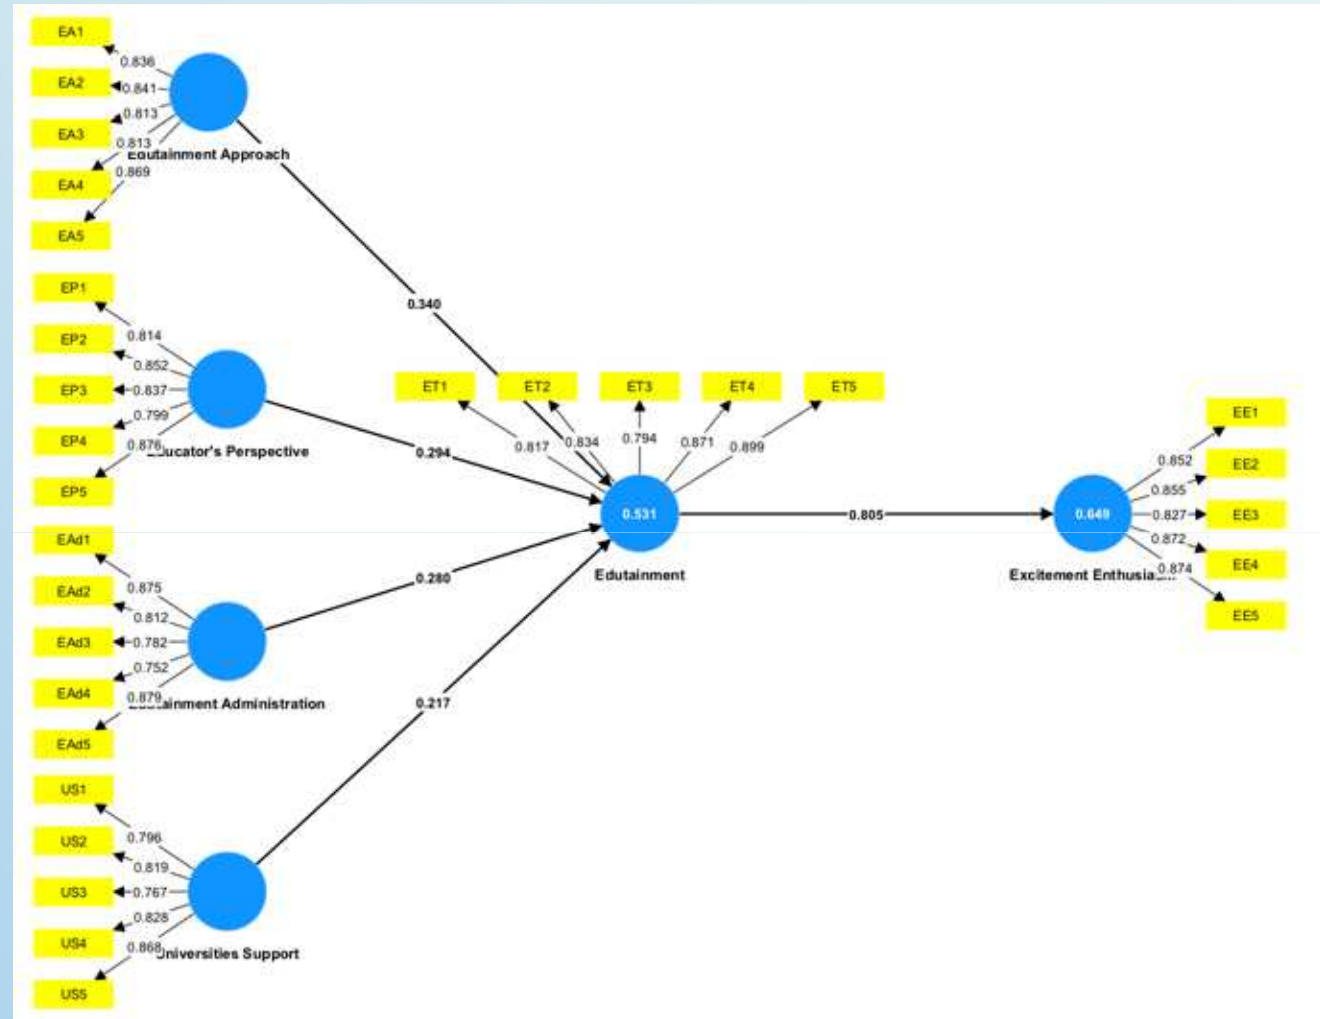 EA1
0.836
EA2
0.841
EA3
0.813
EA4
0.813
Edutainment Approach
0.869
EA5
EP1
0.814
EP2
0.852
EP3
0.837
EP4
0.799
0.876
Educator's Perspective
EP5
EAd1
0.875
EAd2
0.812
EAd3
0.782
EAd4
0.752
0.879
Edutainment Administration
EAd5
US1
0.796
US2
0.819
US3
0.767
US4
0.828
0.868
Universities Support
US5
0.340
0.294
0.280
0.217
ET1
ET2
ET3
ET4
ET5
0.817
0.834
0.794
0.871
0.899
0.531
Edutainment
0.805
0.649
Excitement Enthusia...
EE1
0.852
EE2
0.855
EE3
0.827
EE4
0.872
0.874
EE5